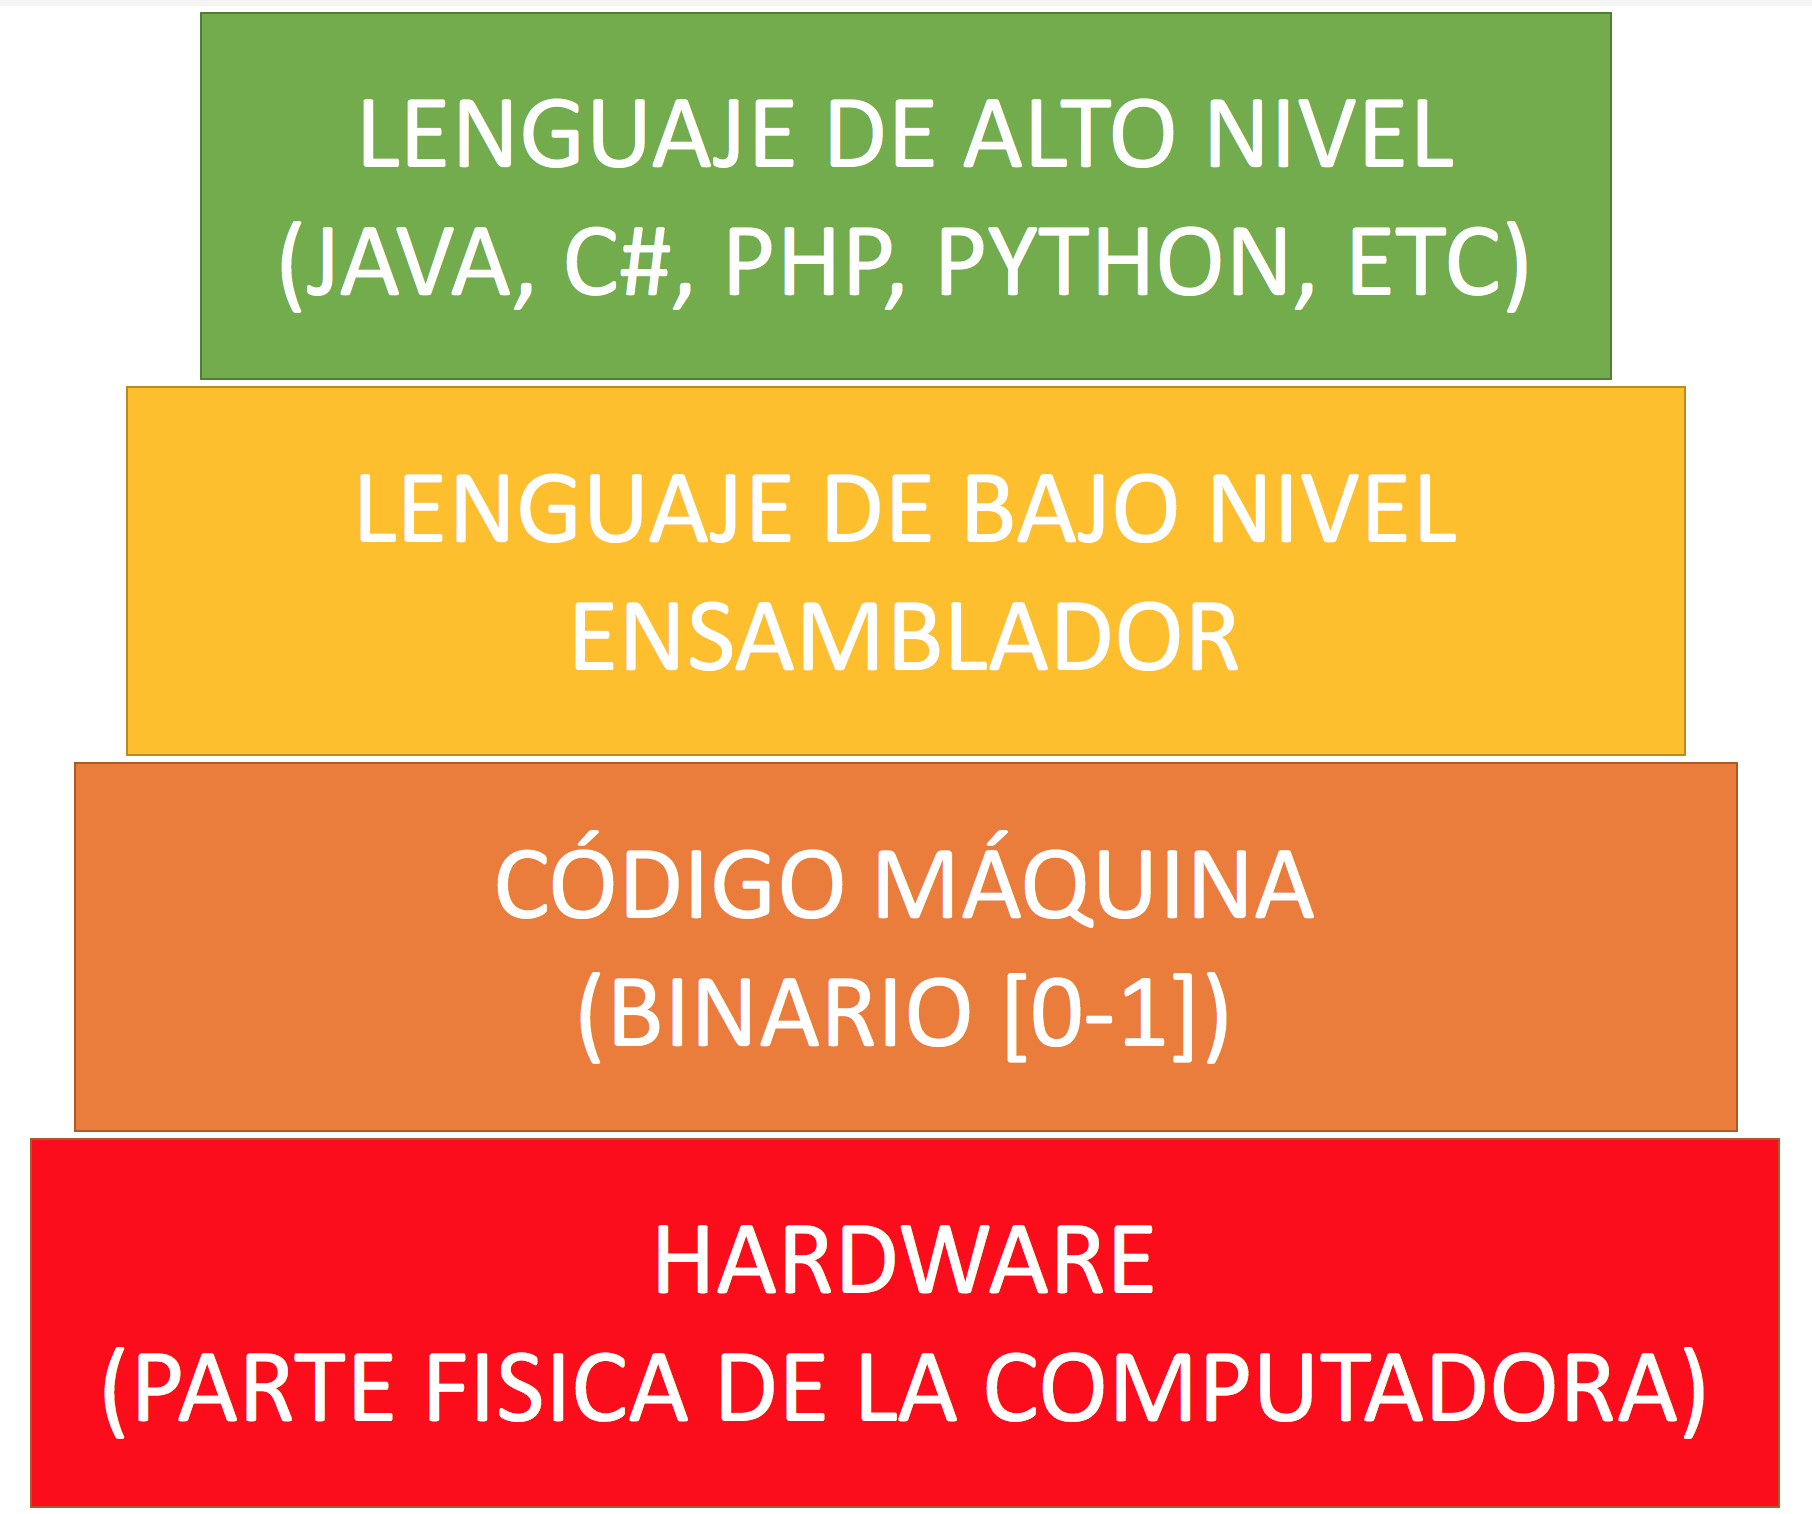 LENGUAJE DE ALTO NIVEL
(JAVA, C#, PHP, PYTHON, ETC)
LENGUAJE DE BAJO NIVEL
ENSAMBLADOR
CÓDIGO MÁQUINA
(BINARIO [0-1])
HARDWARE
(PARTE FISICA DE LA COMPUTADORA)